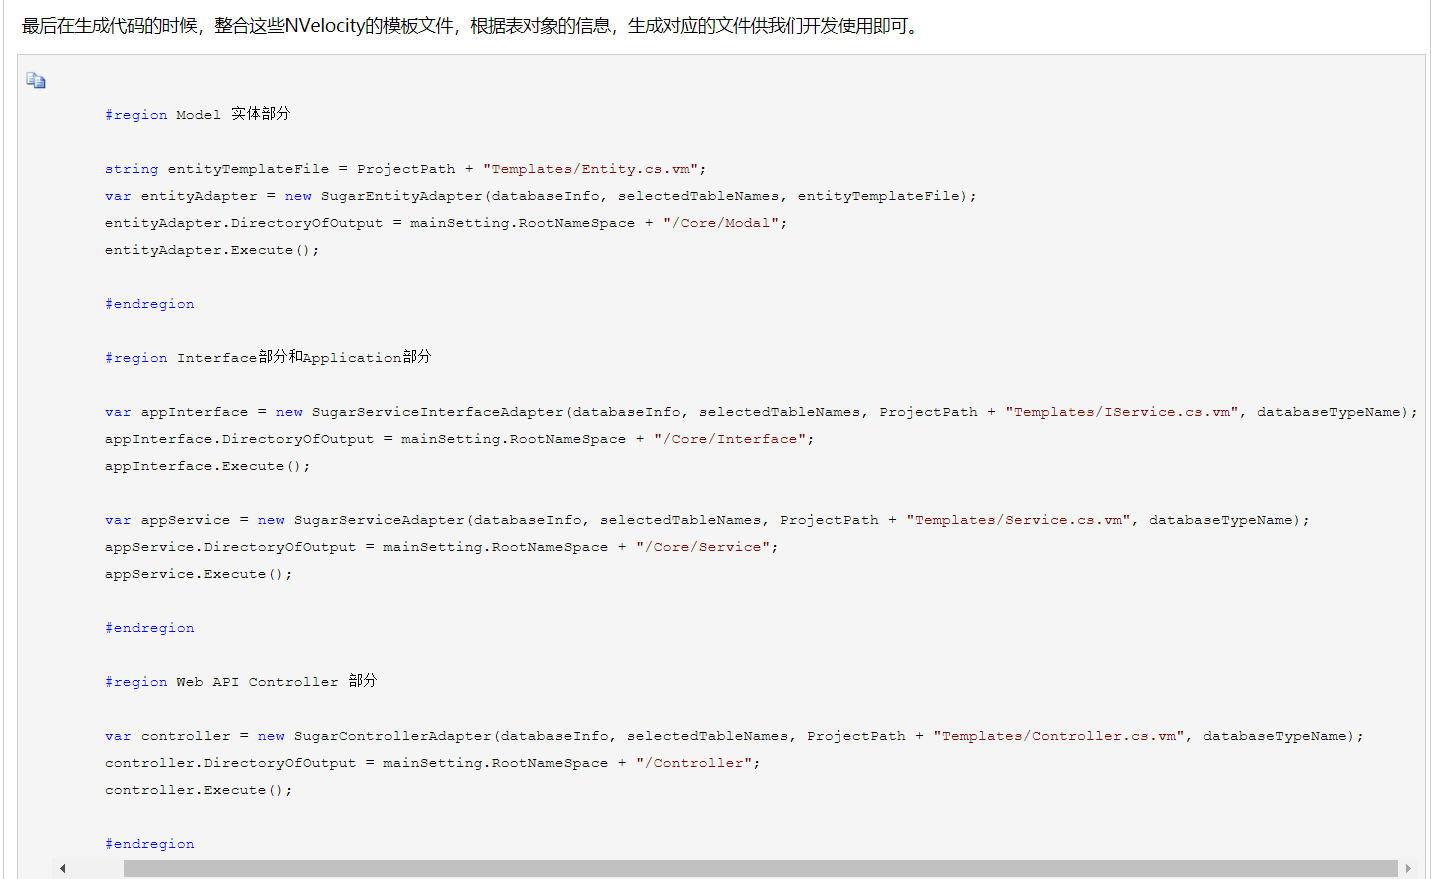 最后在生成代码的时候，整合这些NVelocity的模板文件，根据表对象的信息，生成对应的文件供我们开发使用即可。
#region Model 实体部分
string entityTemplateFile = ProjectPath + "Templates/Entity.cs.vm";
var entityAdapter = new SugarEntityAdapter(databaseInfo, selectedTableNames, entityTemplateFile);
entityAdapter.DirectoryOfOutput = mainSetting.RootNameSpace + "/Core/Modal";
entityAdapter.Execute();
#endregion
#region Interface部分和Application部分
var appInterface = new SugarServiceInterfaceAdapter(databaseInfo, selectedTableNames, ProjectPath + "Templates/IService.cs.vm", databaseTypeName);
appInterface.DirectoryOfOutput = mainSetting.RootNameSpace + "/Core/Interface";
appInterface.Execute();
var appService = new SugarServiceAdapter(databaseInfo, selectedTableNames, ProjectPath + "Templates/Service.cs.vm", databaseTypeName);
appService.DirectoryOfOutput = mainSetting.RootNameSpace + "/Core/Service";
appService.Execute();
#endregion
#region Web API Controller 部分
var controller = new SugarControllerAdapter(databaseInfo, selectedTableNames, ProjectPath + "Templates/Controller.cs.vm", databaseTypeName);
controller.DirectoryOfOutput = mainSetting.RootNameSpace + "/Controller";
controller.Execute();
#endregion